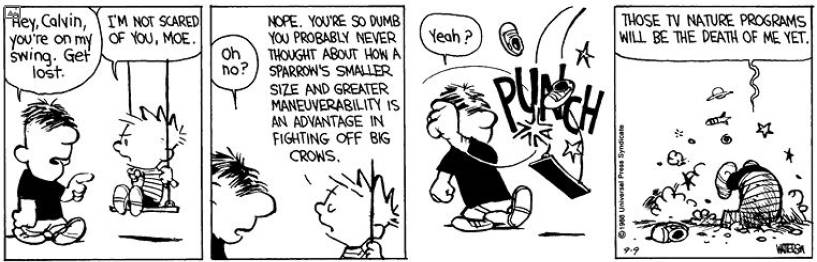 Hey, Calvin,
you're on my
swing. Get
lost.
I'M NOT SCARED
OF YOU, MOE.
Oh
no?
NOPE. YOU'RE SO DUMB
YOU PROBABLY NEVER
THOUGHT ABOUT HOW A
SPARROW'S SMALLER
SIZE AND GREATER
MANEUVERABILITY IS
AN ADVANTAGE IN
FIGHTING OFF BIG
CROWS.
Yeah?
PUNCH
THOSE TV NATURE PROGRAMS
WILL BE THE DEATH OF ME YET.
©1986 Universal Press Syndicate
9-9
WATTERSON